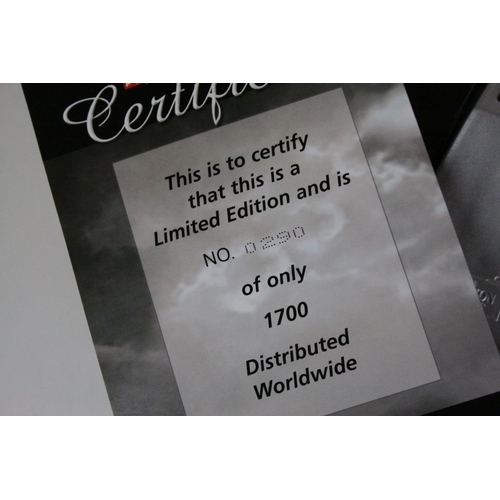 Certific
This is to certify
that this is a
Limited Edition and is
NO. 0290
of only
1700
Distributed
Worldwide